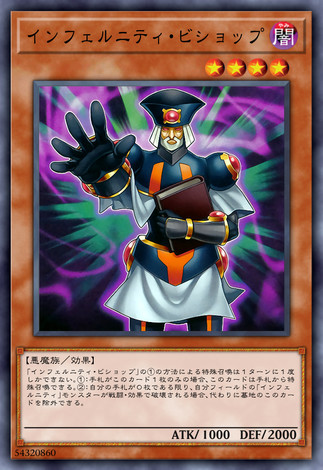 インフェルニティ・ビショップ
やみ
闇
【悪魔族/効果】
「インフェルニティ・ビショップ」の①の方法による特殊召喚は1ターンに1度
しかできない。①:手札がこのカード1枚のみの場合、このカードは手札から特
殊召喚できる。②:自分の手札が0枚である限り、自分フィールドの「インフェ
ルニティ」モンスターが戦闘・効果で破壊される場合、代わりに墓地のこのカー
ドを除外できる。
ATK/1000 DEF/2000
54320860